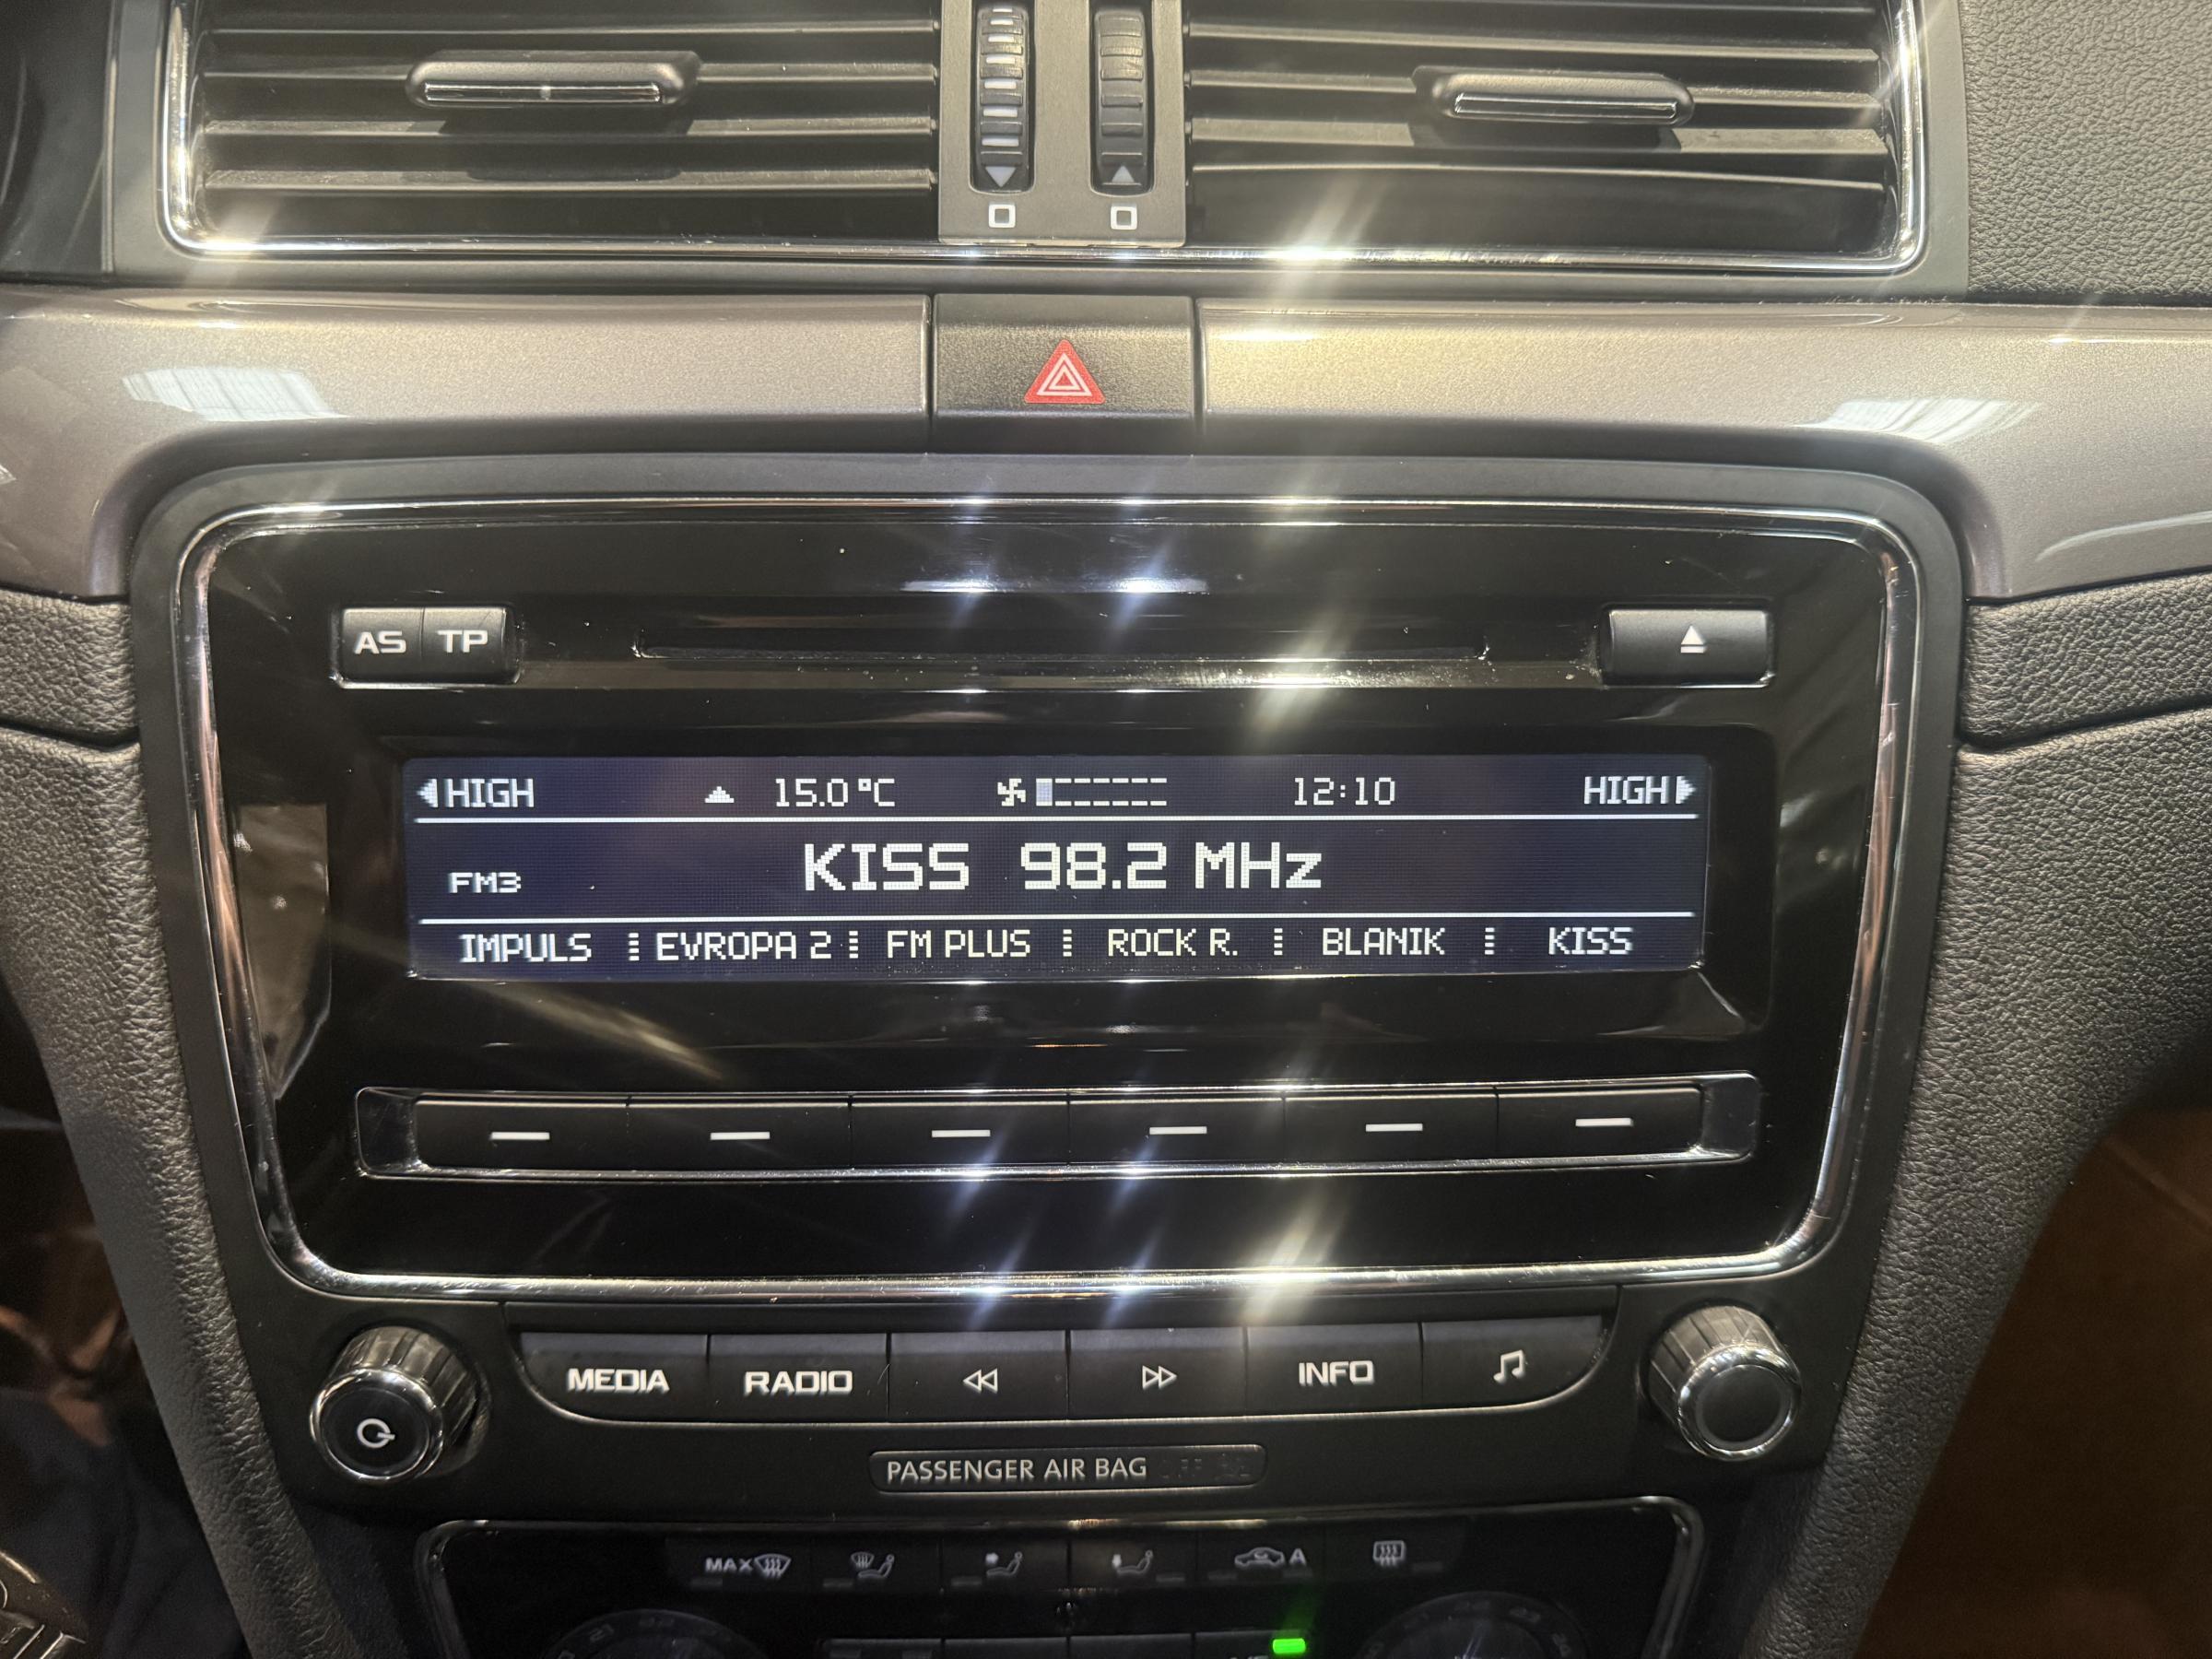 AS TP
HIGH 15.0°C 12:10 HIGH
FM3 KISS 98.2 MHz
IMPULS EVROPA 2 FM PLUS ROCK R. BLANIK KISS
MEDIA RADIO INFO
PASSENGER AIR BAG
MAX A